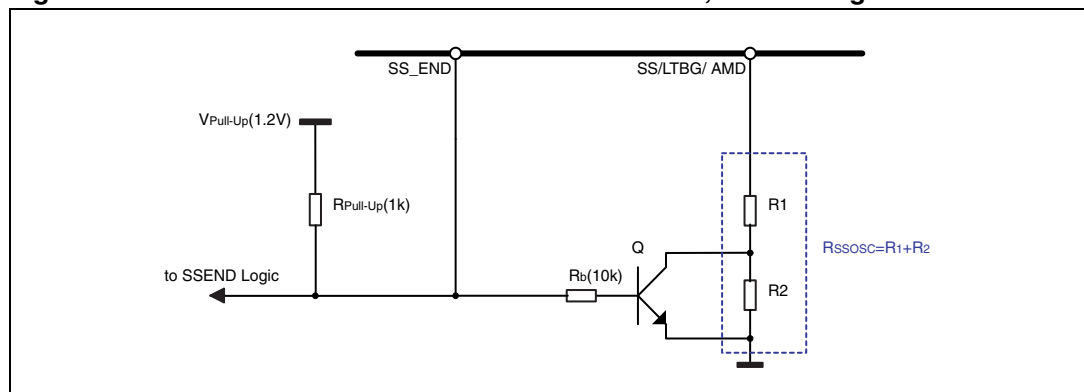 SS_END
SS/LTBG/ AMD
VPull-Up(1.2V)
RPull-Up(1k)
R1
Q
RSSOSC=R1+R2
to SSEND Logic
Rb(10k)
R2